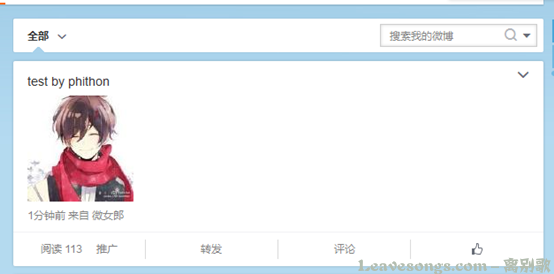 全部 搜索我的微博
test by phithon
1分钟前 来自 微女郎
阅读 113 推广 转发 评论
Leavesongs.com - 离别歌